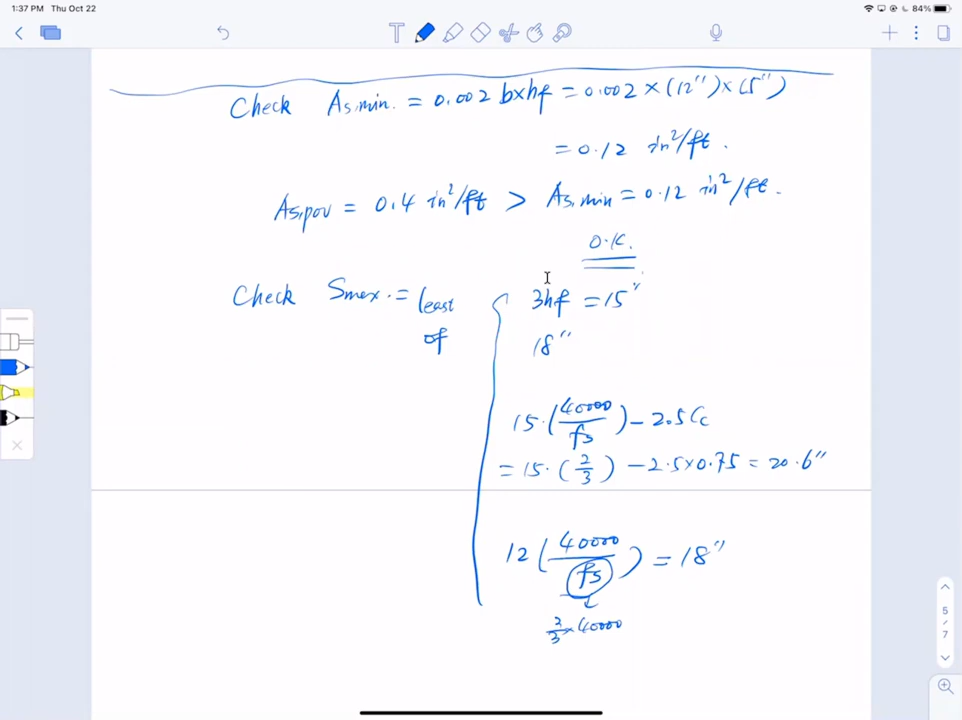 1:37 PM Thu Oct 22
84%
T
Check As,min. = 0.002 b×hf = 0.002 × (12") × (5")
= 0.12 in²/ft.
As,pov = 0.4 in²/ft > As,min = 0.12 in²/ft.
O.K.
Check Smax. = least of
3hf = 15"
18"
15·(40000/fs) - 2.5Cc
= 15·(2/3) - 2.5×0.75 = 20.6"
12(40000/fs) = 18"
2/3×40000
5
/
7